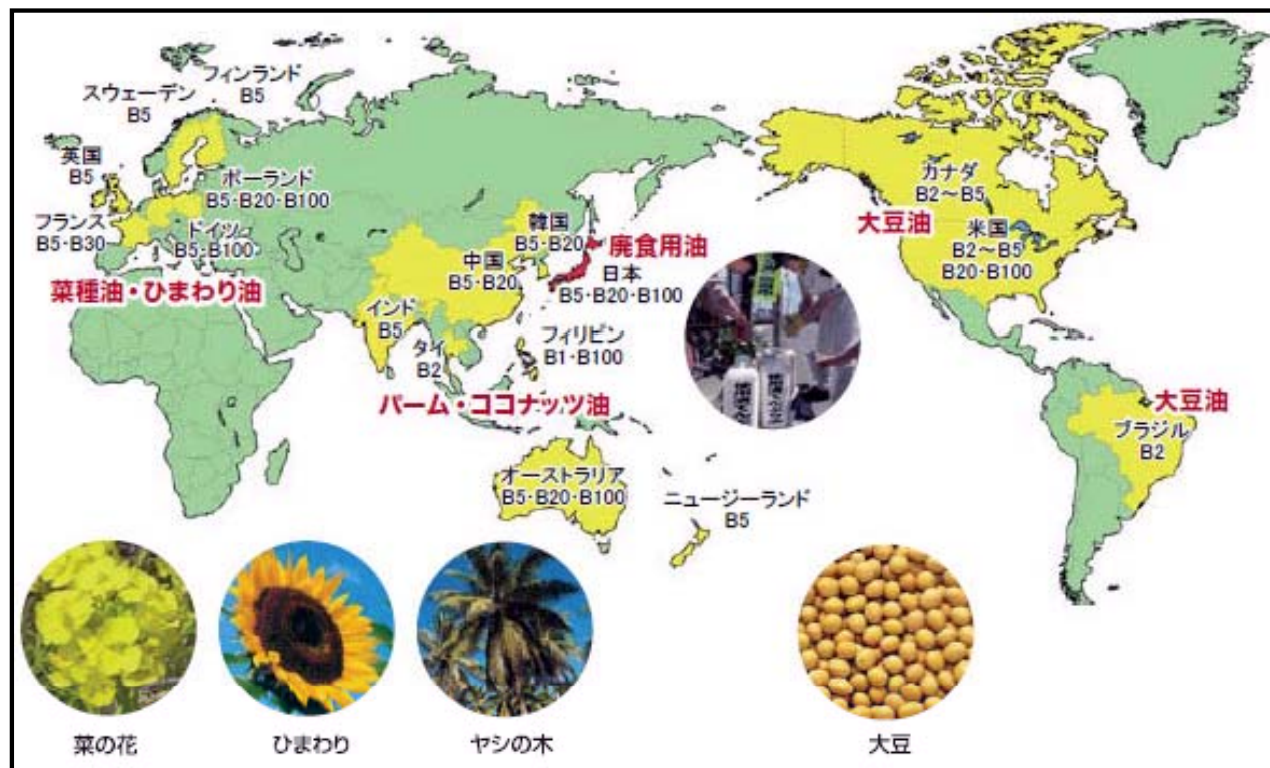 フィンランド
B5
スウェーデン
B5
英国
B5
ポーランド
B5・B20・B100
フランス
B5・B30
ドイツ
B5・B100
菜種油・ひまわり油
韓国
B5・B20
中国
B5・B20
廃食用油
日本
B5・B20・B100
インド
B5
タイ
B2
フィリピン
B1・B100
パーム・ココナッツ油
オーストラリア
B5・B20・B100
ニュージーランド
B5
カナダ
B2～B5
大豆油
米国
B2～B5
B20・B100
大豆油
ブラジル
B2
菜の花
ひまわり
ヤシの木
大豆